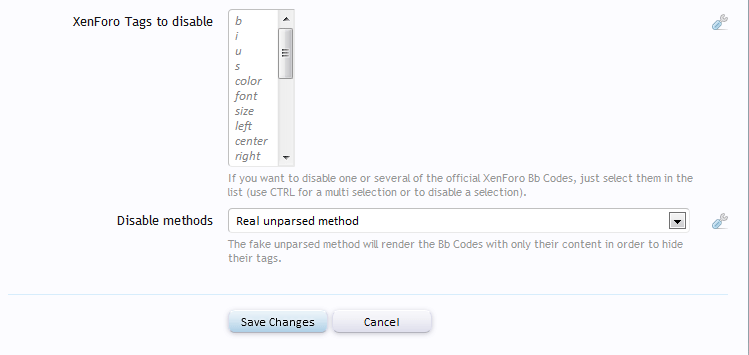 XenForo Tags to disable
b
i
u
s
color
font
size
left
center
right
If you want to disable one or several of the official XenForo Bb Codes, just select them in the
list (use CTRL for a multi selection or to disable a selection).
Disable methods
Real unparsed method
The fake unparsed method will render the Bb Codes with only their content in order to hide
their tags.
Save Changes
Cancel